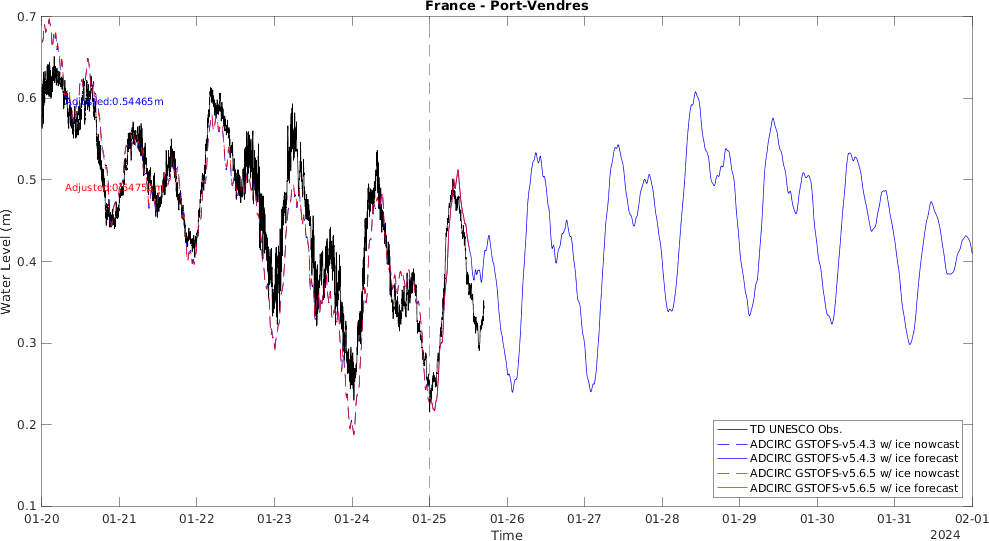 France - Port-Vendres
0.7
0.6
0.5
0.4
0.3
0.2
0.1
Water Level (m)
Adjusted:0.54465m
TD UNESCO Obs.
ADCIRC GSTOFS-v5.4.3 w/ ice nowcast
ADCIRC GSTOFS-v5.4.3 w/ ice forecast
ADCIRC GSTOFS-v5.6.5 w/ ice nowcast
ADCIRC GSTOFS-v5.6.5 w/ ice forecast
01-20 01-21 01-22 01-23 01-24 01-25 01-26 01-27 01-28 01-29 01-30 01-31 02-01
Time
2024